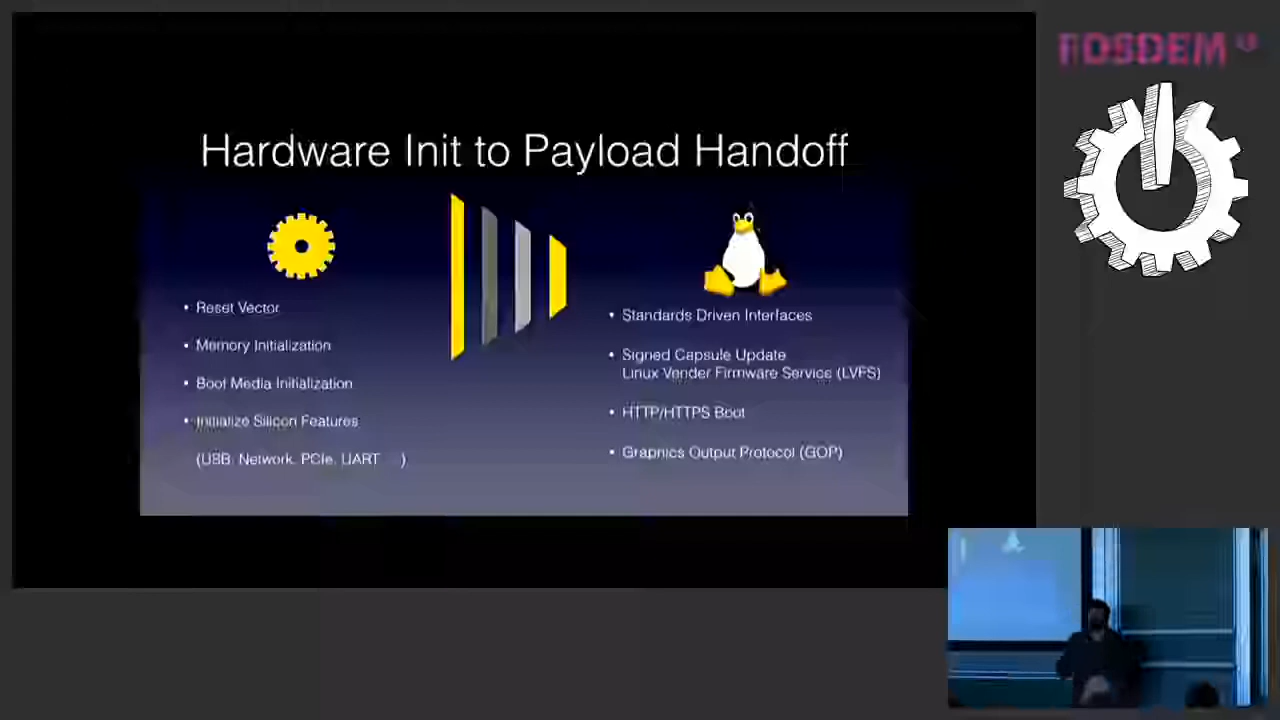 FOSDEM
Hardware Init to Payload Handoff
• Reset Vector
• Memory Initialization
• Boot Media Initialization
• Initialize Silicon Features
(USB, Network, PCIe, UART )
• Standards Driven Interfaces
• Signed Capsule Update
Linux Vender Firmware Service (LVFS)
• HTTP/HTTPS Boot
• Graphics Output Protocol (GOP)